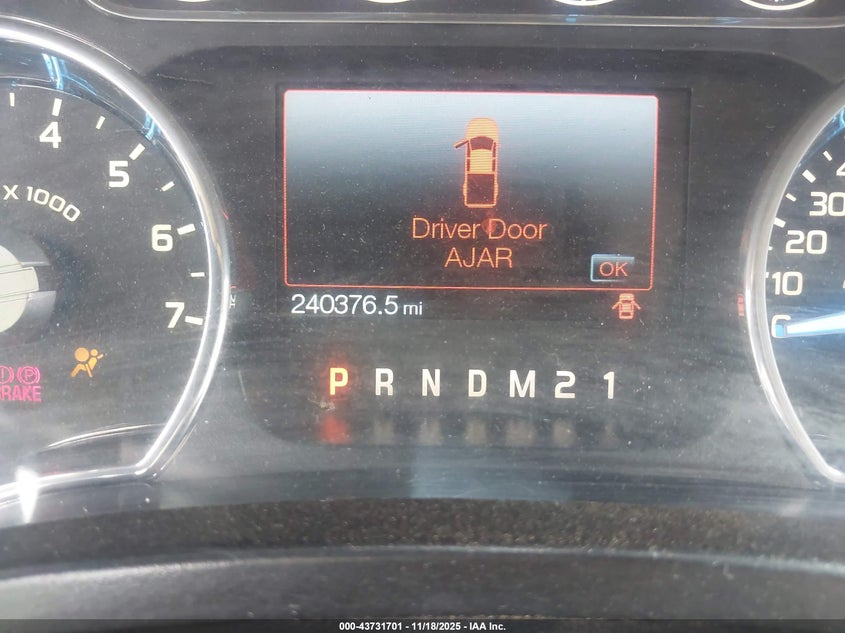 4
5
6
7
X 1000
BRAKE
Driver Door
AJAR
OK
240376.5 mi
P R N D M 2 1
30
20
10
000-43731701 - 11/18/2025 - IAA Inc.